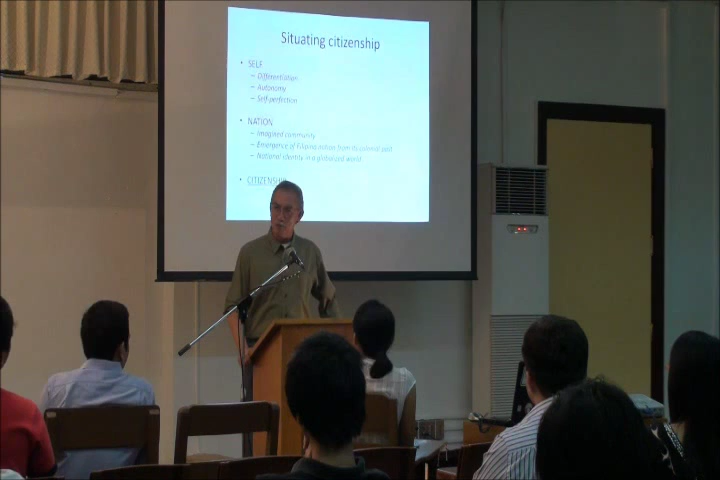 Situating citizenship
• SELF
– Differentiation
– Autonomy
– Self-perfection
• NATION
– Imagined community
– Emergence of Filipino nation from its colonial past
– National identity in a globalized world
• CITIZENSHIP